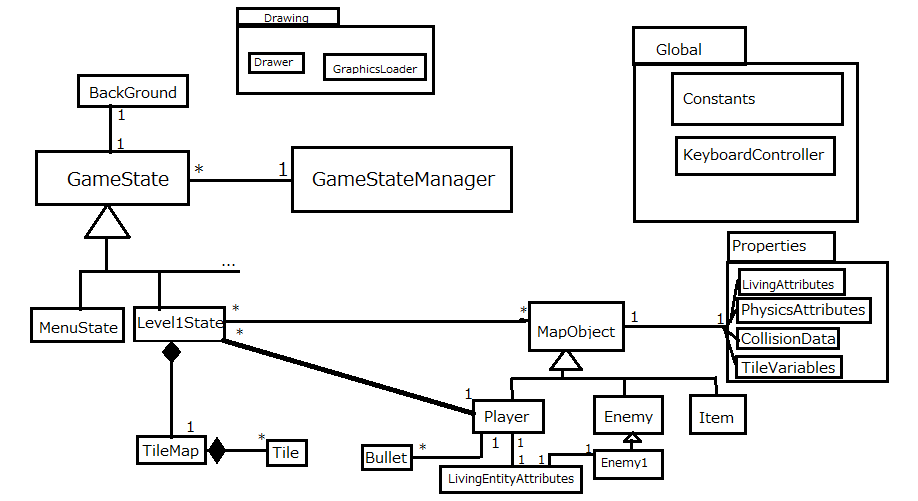 Drawing
Drawer
GraphicsLoader
Global
Constants
KeyboardController
BackGround
1
1
GameState
*
1
GameStateManager
...
MenuState
Level1State
*
*
*
MapObject
1
1
Properties
LivingAttributes
PhysicsAttributes
CollisionData
TileVariables
1
Player
Enemy
Item
1
TileMap
*
Tile
Bullet
*
1
1
1
1
1
Enemy1
LivingEntityAttributes